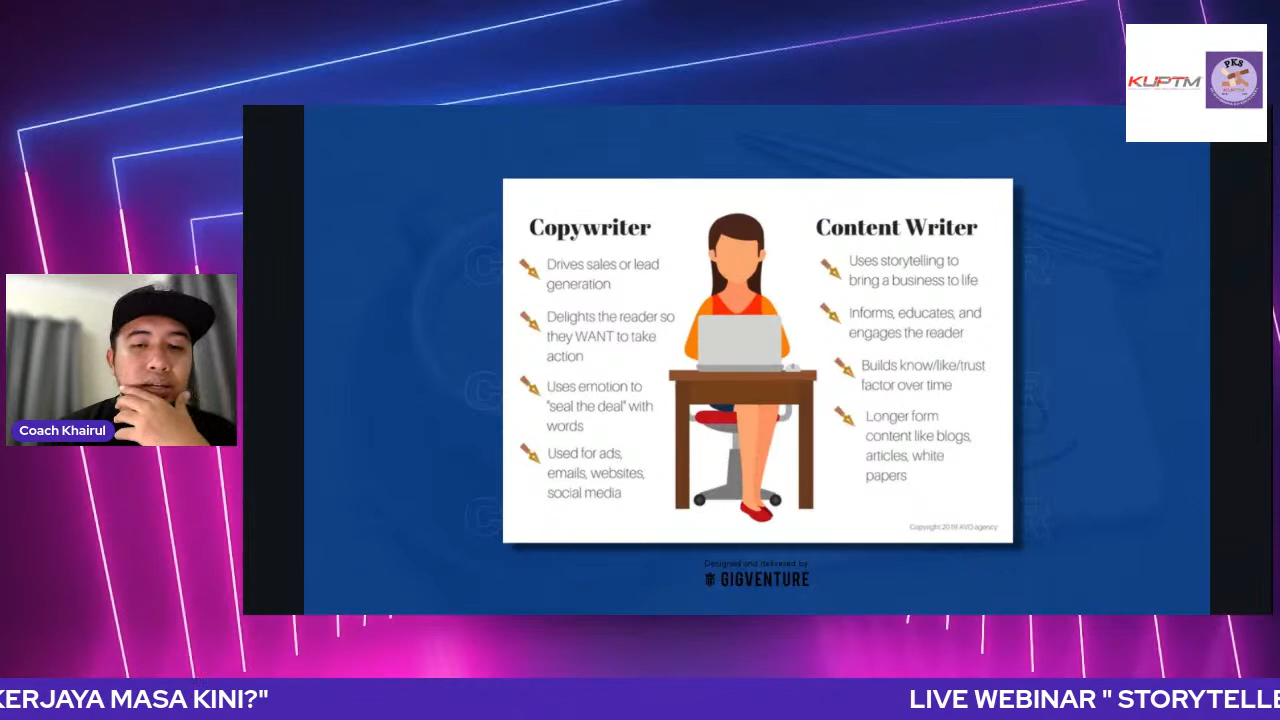 KUPTM
PKS
Copywriter
Drives sales or lead
generation
Delights the reader so
they WANT to take
action
Uses emotion to
"seal the deal" with
words
Used for ads,
emails, websites,
social media
Content Writer
Uses storytelling to
bring a business to life
Informs, educates, and
engages the reader
Builds know/like/trust
factor over time
Longer form
content like blogs,
articles, white
papers
Copyright 2019 AVO agency
Designed and delivered by
GIGVENTURE
Coach Khairul
KERJAYA MASA KINI?"
LIVE WEBINAR " STORYTELLE